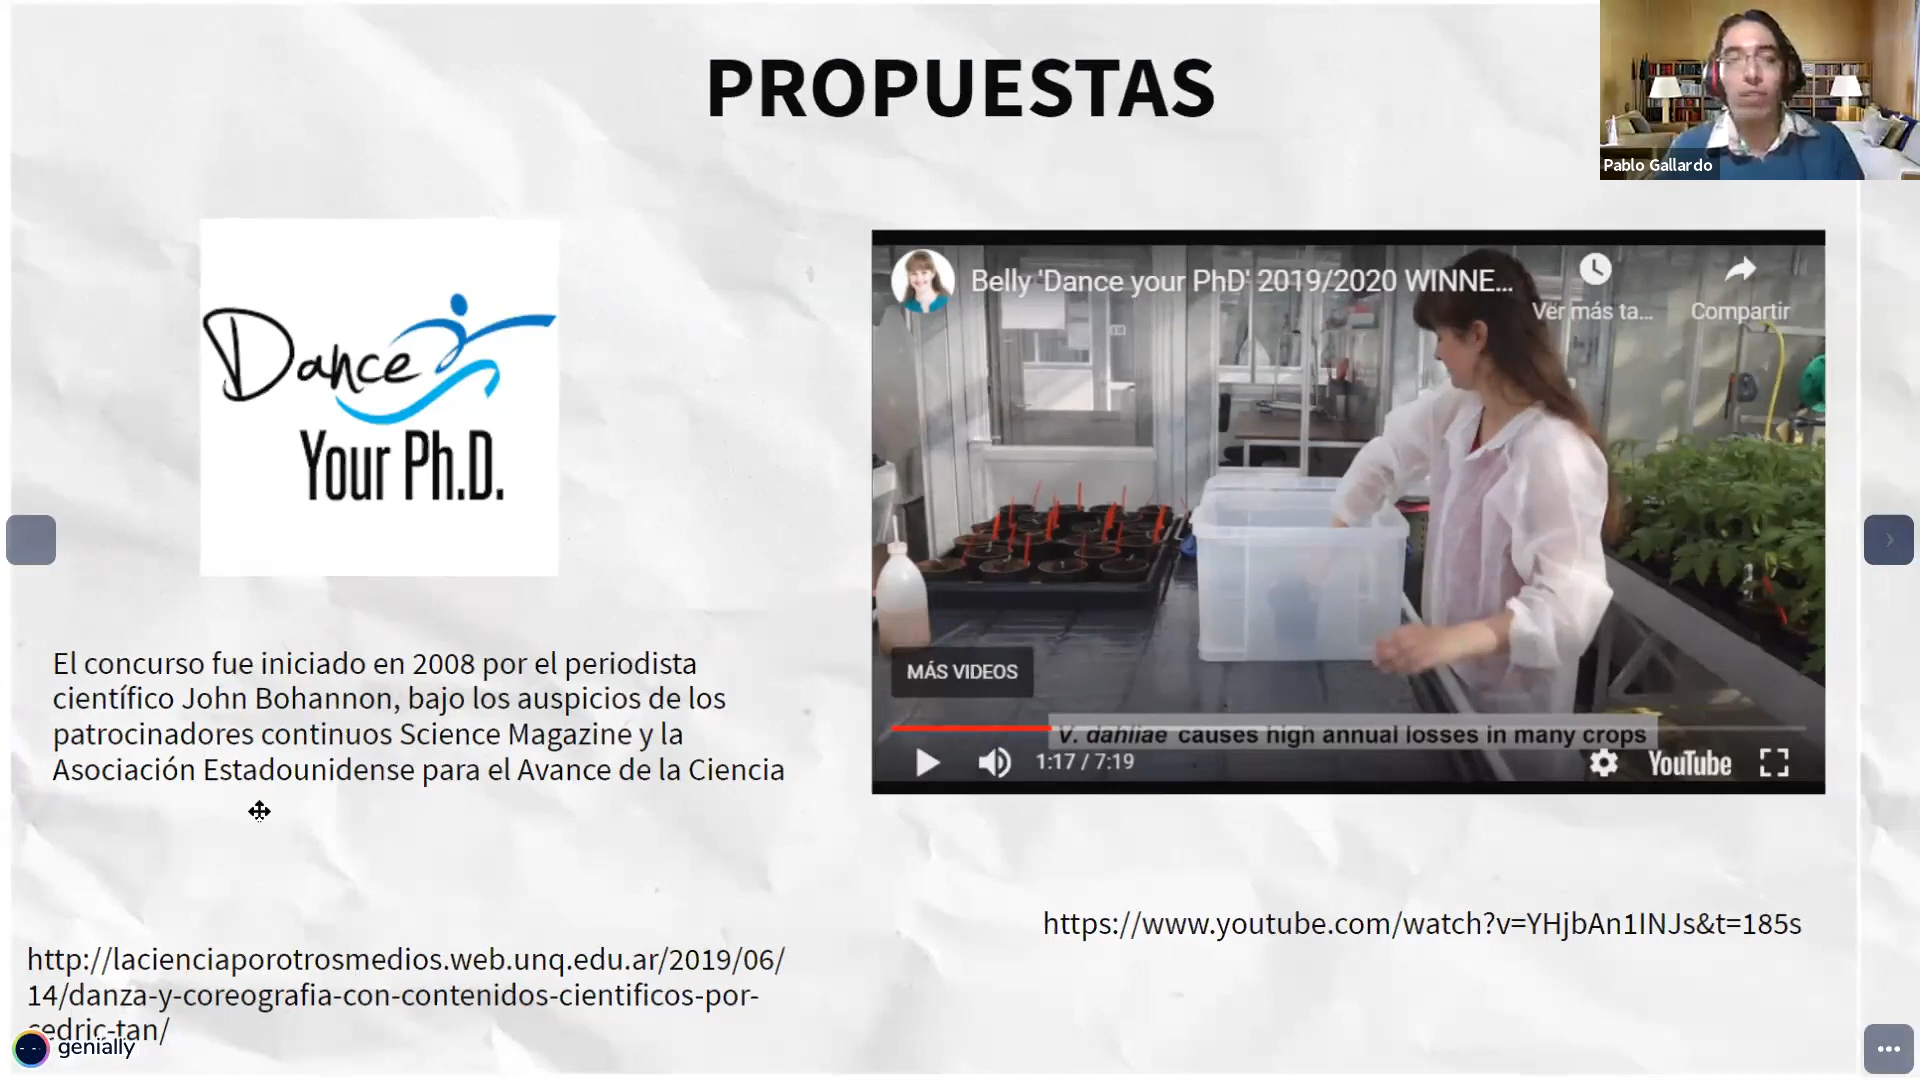 PROPUESTAS
Pablo Gallardo
Dance
Your Ph.D.
Belly 'Dance your PhD' 2019/2020 WINNE...
Ver más ta...
Compartir
MÁS VIDEOS
V. dahliae causes high annual losses in many crops
1:17 / 7:19
YouTube
El concurso fue iniciado en 2008 por el periodista
científico John Bohannon, bajo los auspicios de los
patrocinadores continuos Science Magazine y la
Asociación Estadounidense para el Avance de la Ciencia
https://www.youtube.com/watch?v=YHjbAn1INJs&t=185s
http://lacienciaporotrosmedios.web.unq.edu.ar/2019/06/
14/danza-y-coreografia-con-contenidos-cientificos-por-
cedric-tan/
genially